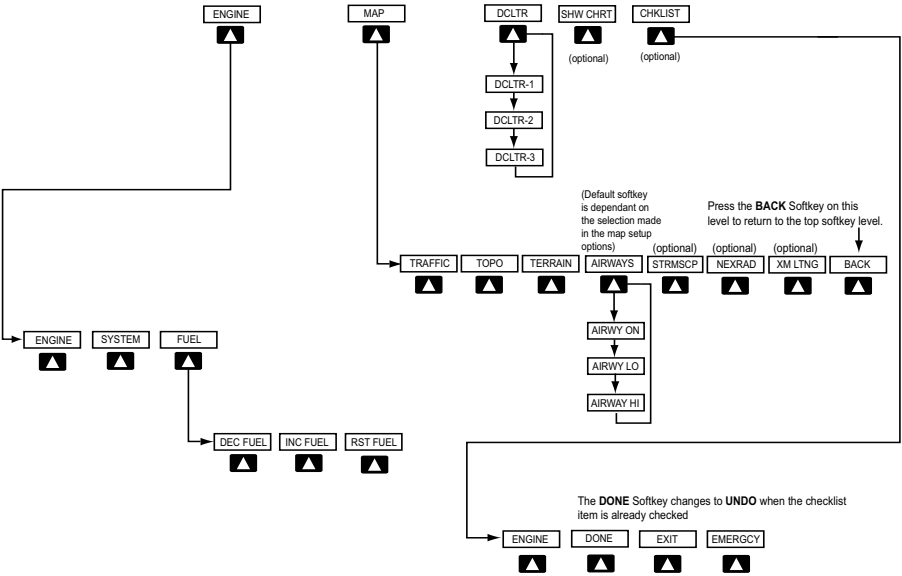 ENGINE
MAP
DCLTR
SHW CHRT
CHKLIST
(optional)
(optional)
DCLTR-1
DCLTR-2
DCLTR-3
(Default softkey
is dependant on
the selection made
in the map setup
options)
Press the BACK Softkey on this
level to return to the top softkey level.
(optional)
(optional)
(optional)
TRAFFIC
TOPO
TERRAIN
AIRWAYS
STRMSCP
NEXRAD
XM LTNG
BACK
AIRWY ON
AIRWY LO
AIRWAY HI
ENGINE
SYSTEM
FUEL
DEC FUEL
INC FUEL
RST FUEL
The DONE Softkey changes to UNDO when the checklist
item is already checked
ENGINE
DONE
EXIT
EMERGCY